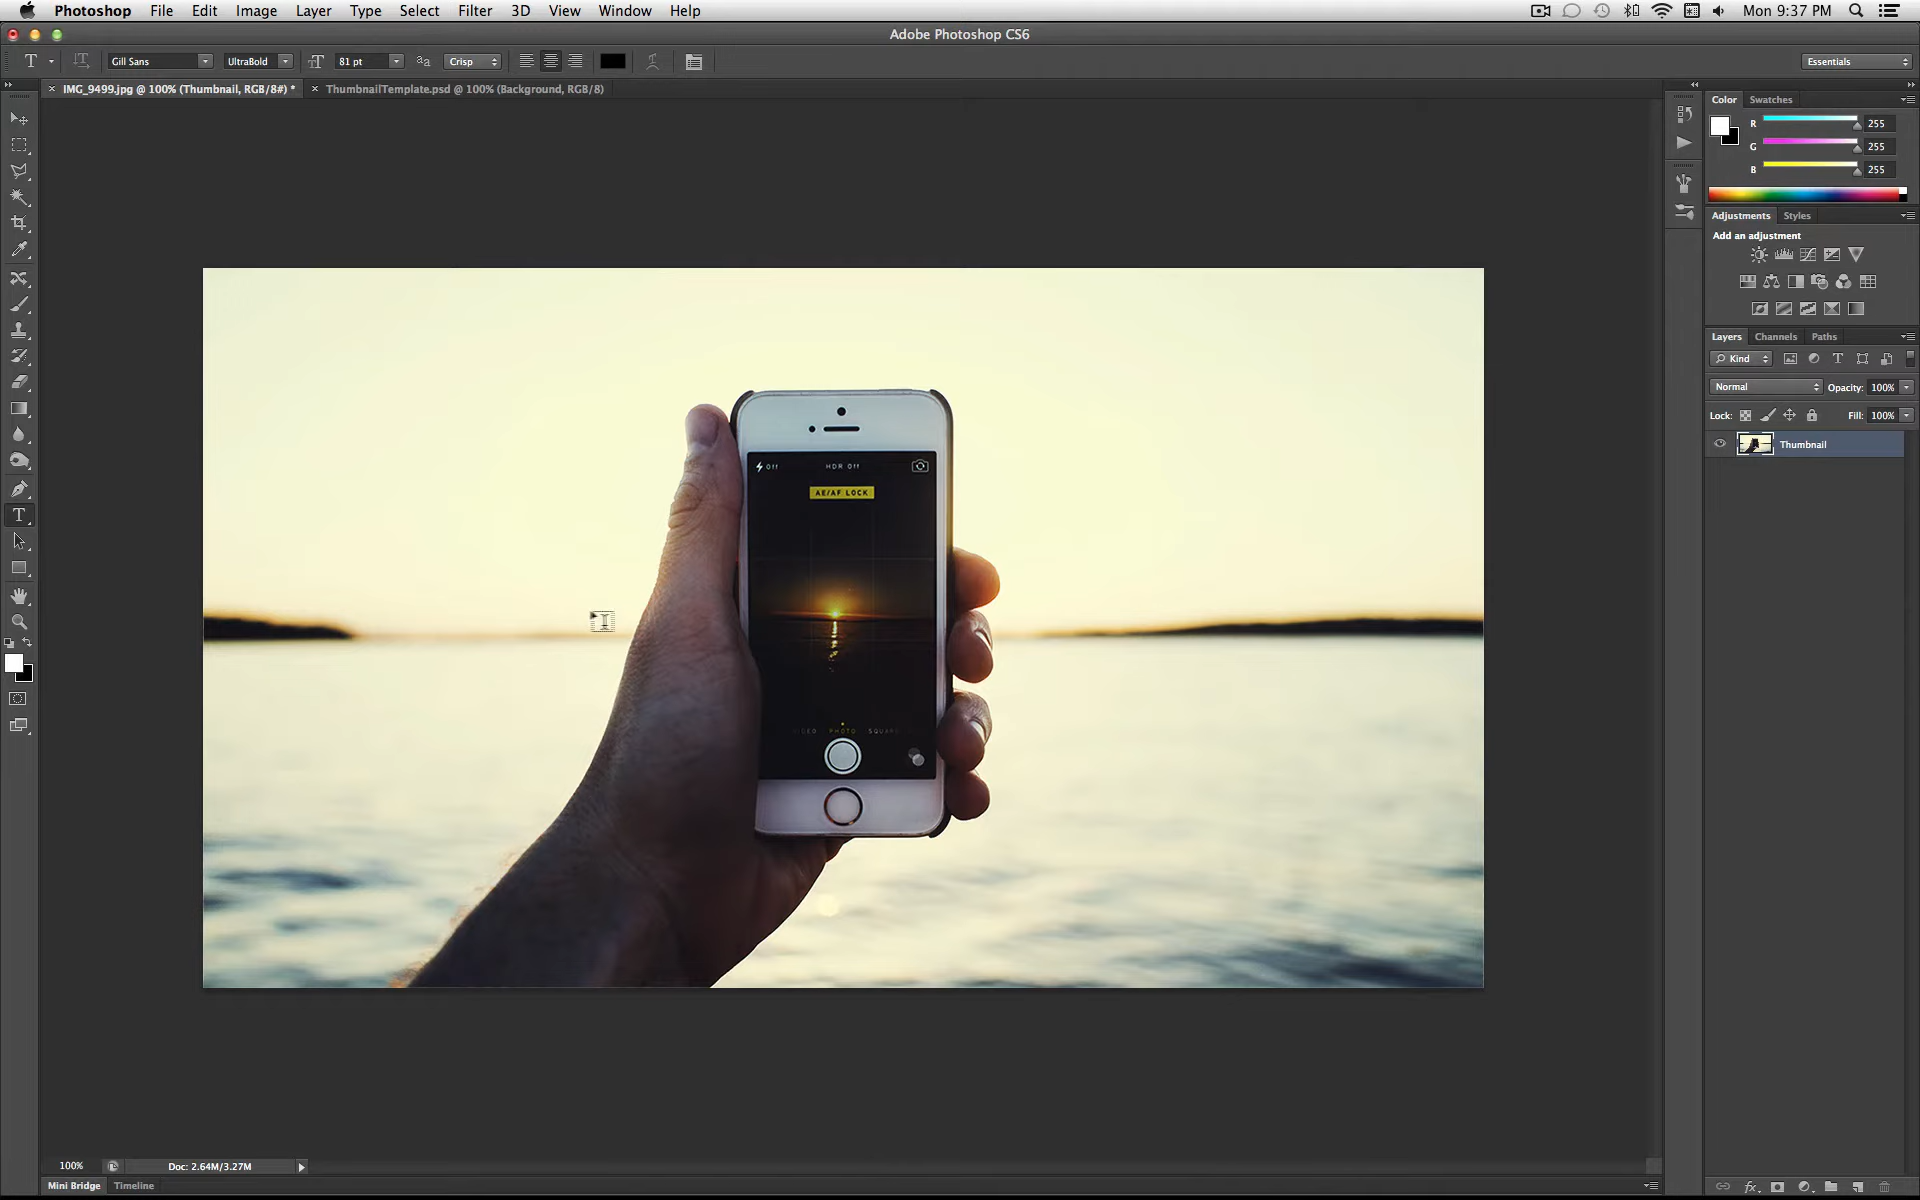 Photoshop File Edit Image Layer Type Select Filter 3D View Window Help Mon 9:37 PM
Adobe Photoshop CS6
T Gill Sans UltraBold 81 pt Crisp Essentials
IMG_9499.jpg @ 100% (Thumbnail, RGB/8#) * ThumbnailTemplate.psd @ 100% (Background, RGB/8)
Color Swatches
R 255
G 255
B 255
Adjustments Styles
Add an adjustment
Layers Channels Paths
Kind
Normal Opacity: 100%
Lock: Fill: 100%
Thumbnail
Off HDR Off
AE/AF LOCK
PHOTO SQUARE
100% Doc: 2.64M/3.27M
Mini Bridge Timeline